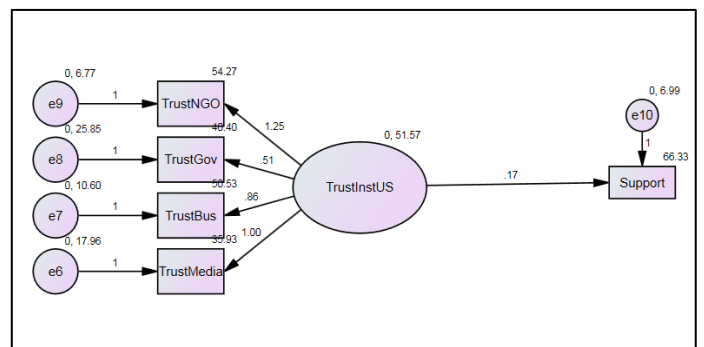 0, 6.77
54.27
e9
1
TrustNGO
0, 6.99
e10
1
0, 25.85
40.40
1.25
e8
1
TrustGov
.51
0, 51.57
66.33
0, 10.60
50.53
TrustInstUS
.17
Support
e7
1
TrustBus
.86
0, 17.96
35.93
1.00
e6
1
TrustMedia